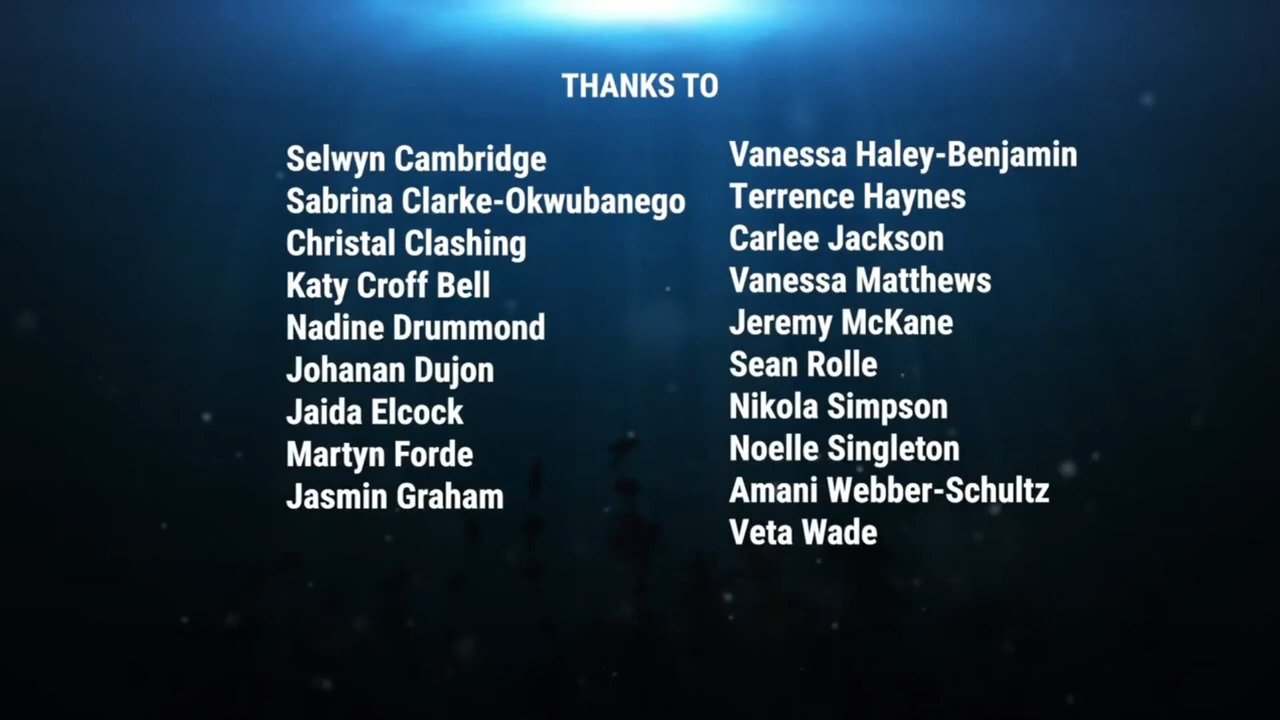 THANKS TO
Selwyn Cambridge
Sabrina Clarke-Okwubanego
Christal Clashing
Katy Croff Bell
Nadine Drummond
Johanan Dujon
Jaida Elcock
Martyn Forde
Jasmin Graham
Vanessa Haley-Benjamin
Terrence Haynes
Carlee Jackson
Vanessa Matthews
Jeremy McKane
Sean Rolle
Nikola Simpson
Noelle Singleton
Amani Webber-Schultz
Veta Wade